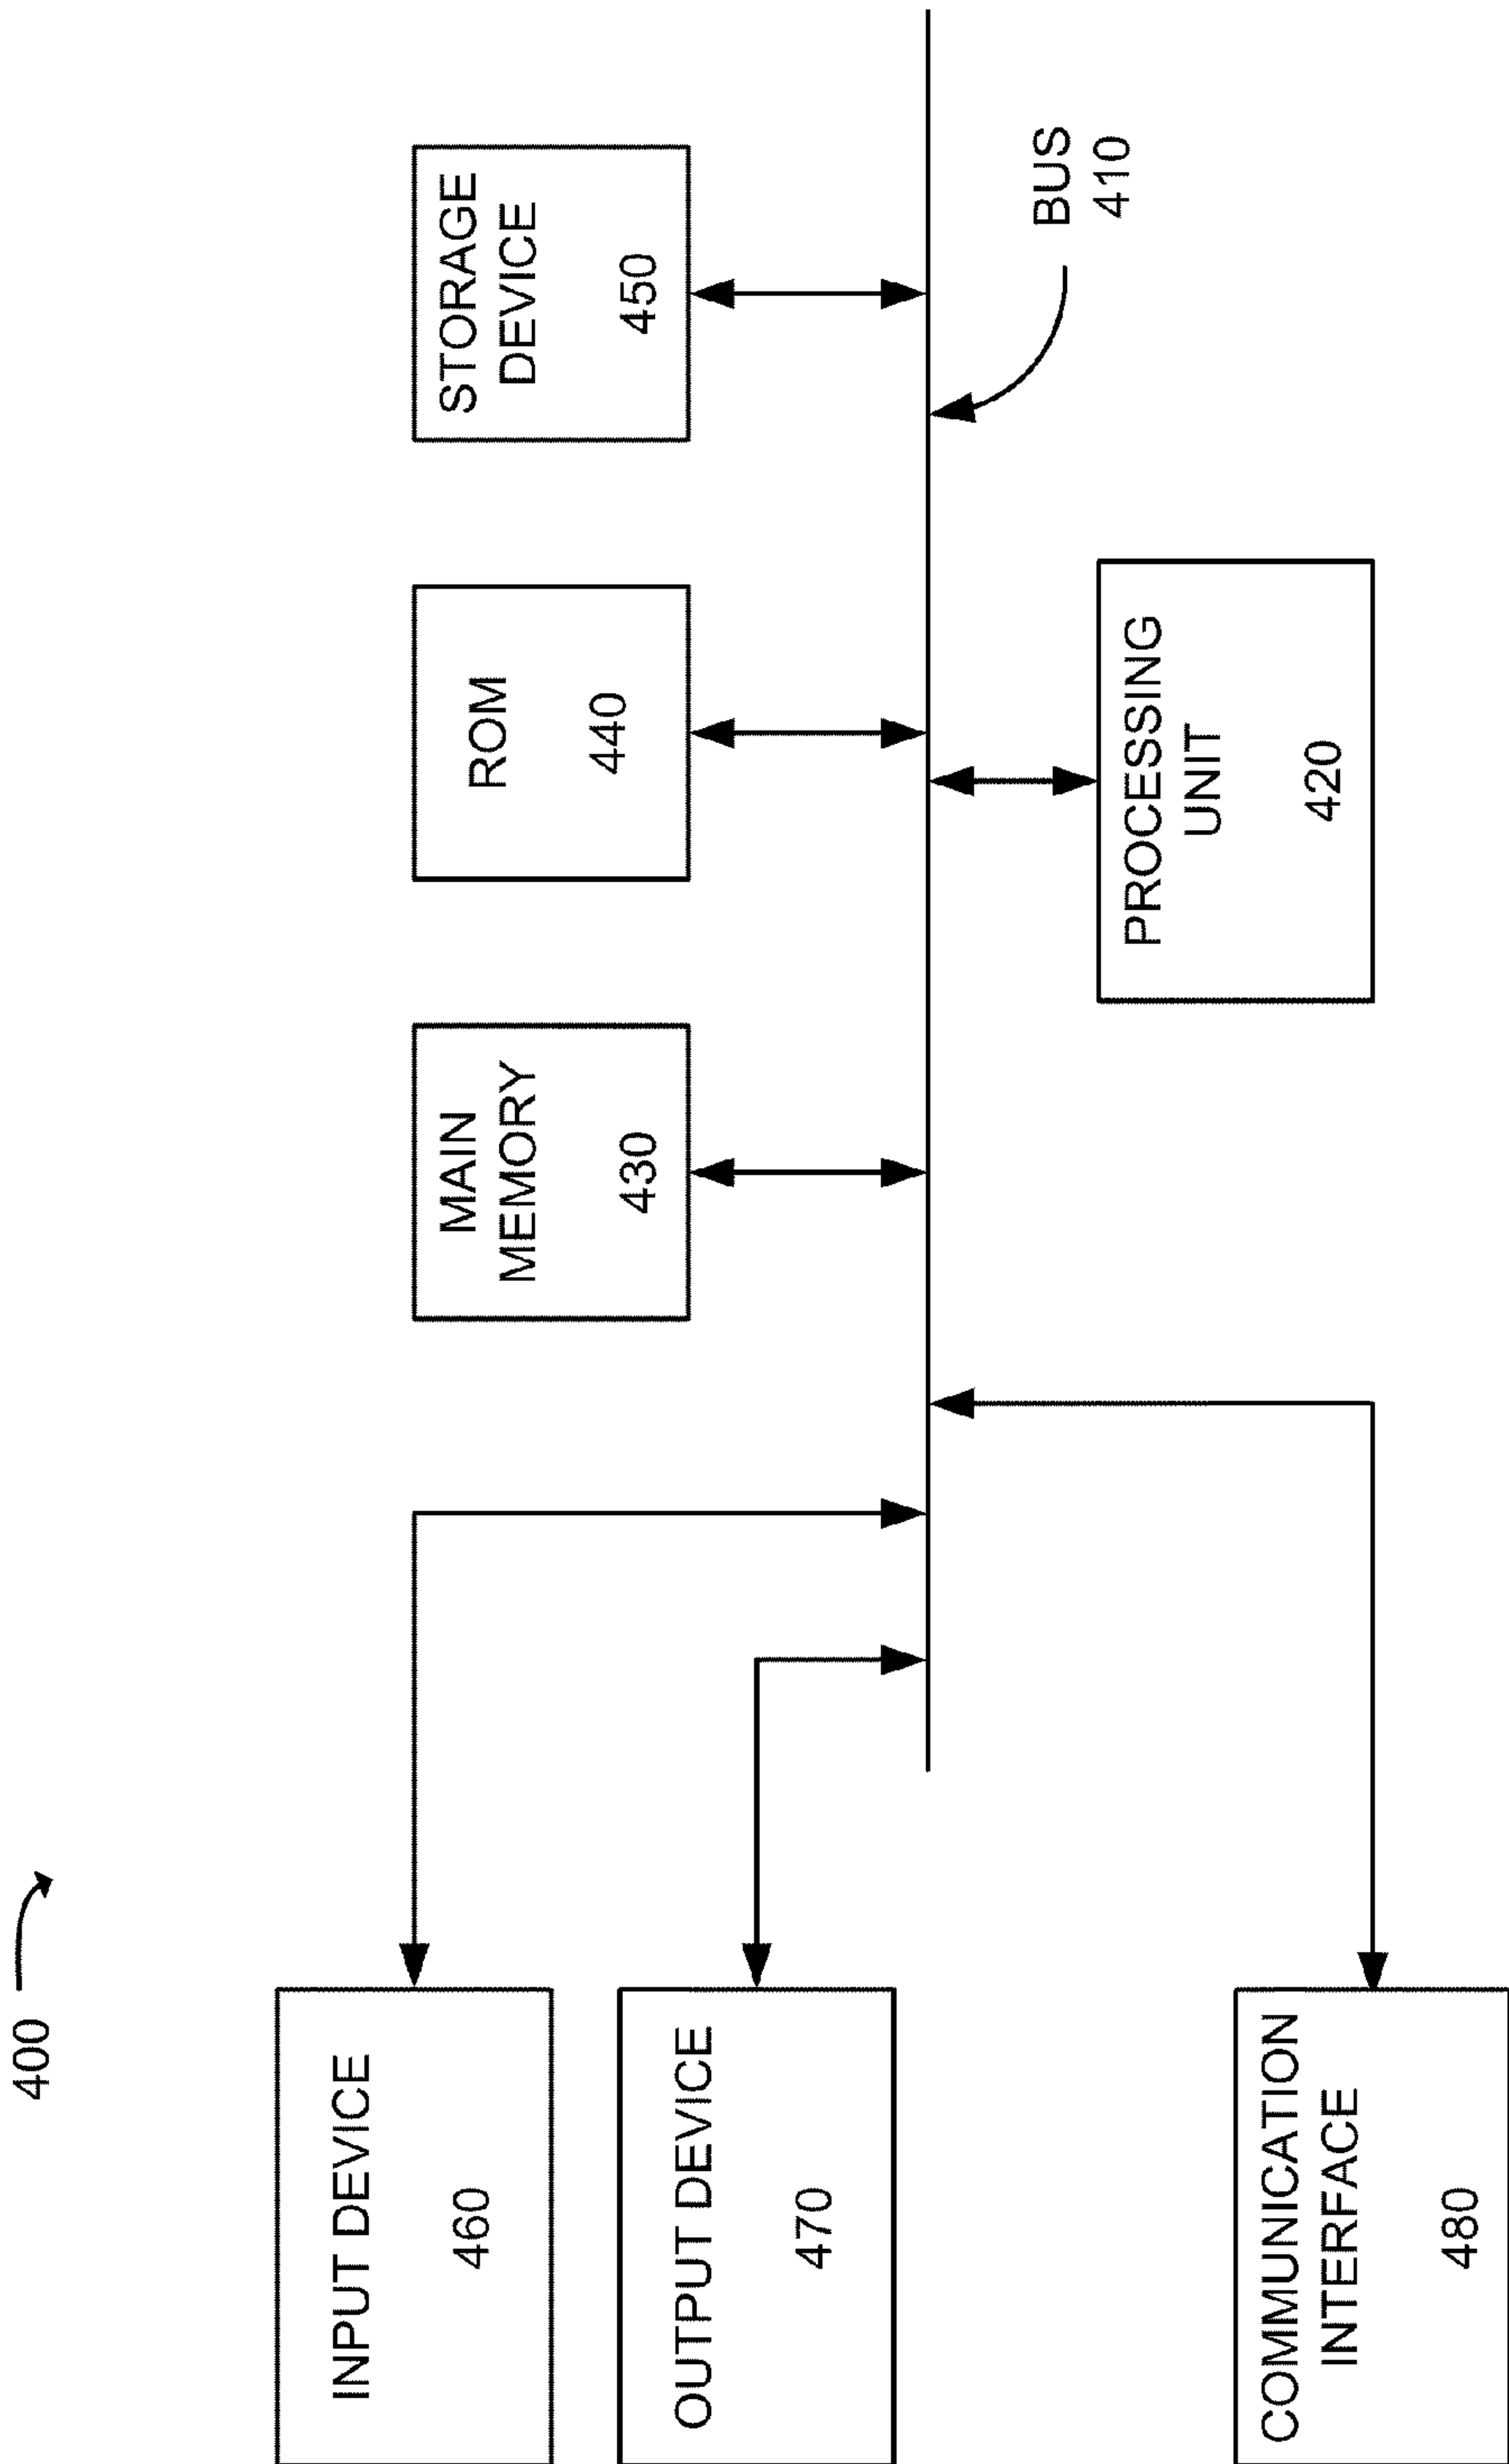 400
INPUT DEVICE
460
OUTPUT DEVICE
470
COMMUNICATION
INTERFACE
480
MAIN
MEMORY
430
ROM
440
STORAGE
DEVICE
450
PROCESSING
UNIT
420
BUS
410